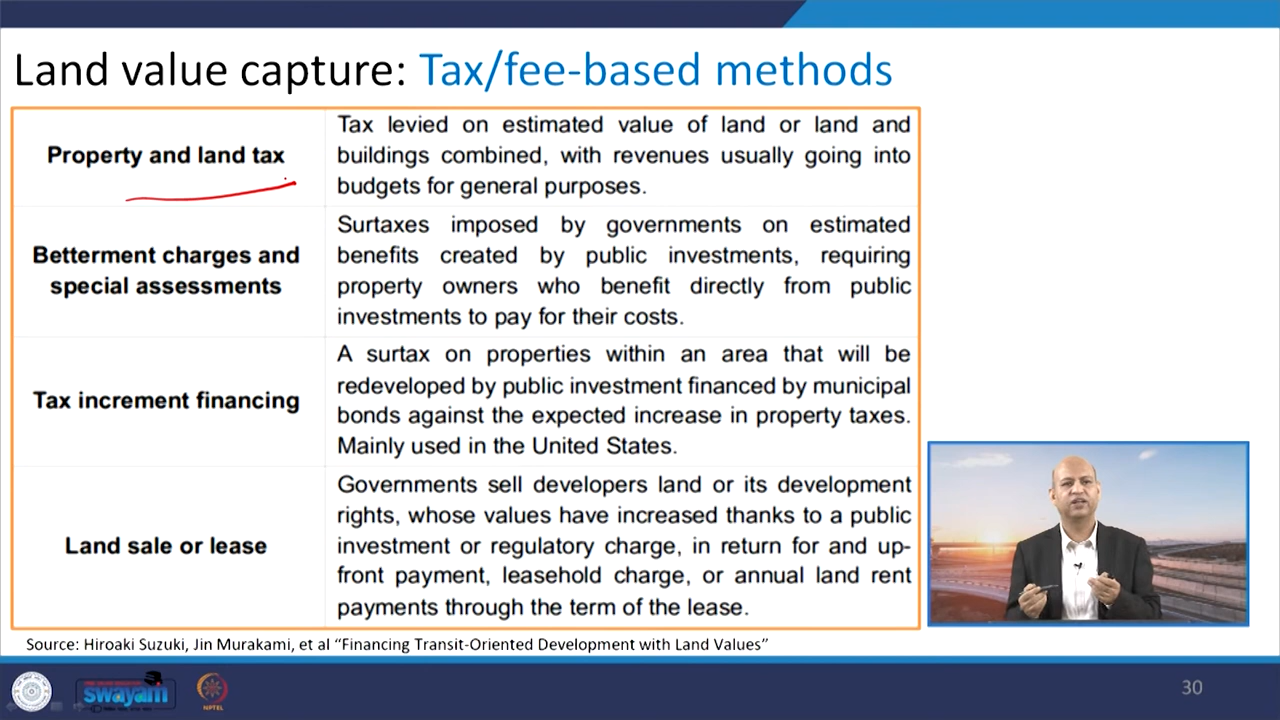 Land value capture: Tax/fee-based methods
Property and land tax
Tax levied on estimated value of land or land and
buildings combined, with revenues usually going into
budgets for general purposes.
Betterment charges and
special assessments
Surtaxes imposed by governments on estimated
benefits created by public investments, requiring
property owners who benefit directly from public
investments to pay for their costs.
Tax increment financing
A surtax on properties within an area that will be
redeveloped by public investment financed by municipal
bonds against the expected increase in property taxes.
Mainly used in the United States.
Land sale or lease
Governments sell developers land or its development
rights, whose values have increased thanks to a public
investment or regulatory charge, in return for and up-
front payment, leasehold charge, or annual land rent
payments through the term of the lease.
Source: Hiroaki Suzuki, Jin Murakami, et al “Financing Transit-Oriented Development with Land Values”
swayam
NPTEL
30